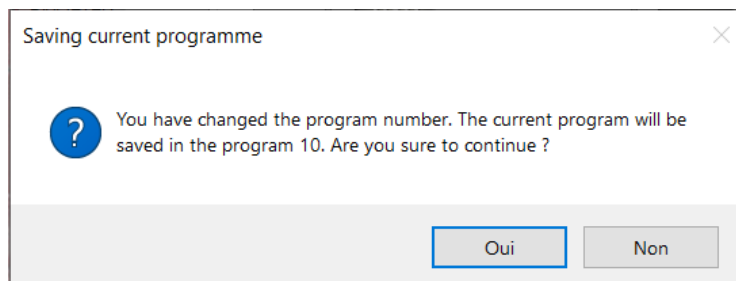 Saving current programme
You have changed the program number. The current program will be
saved in the program 10. Are you sure to continue ?
Oui
Non